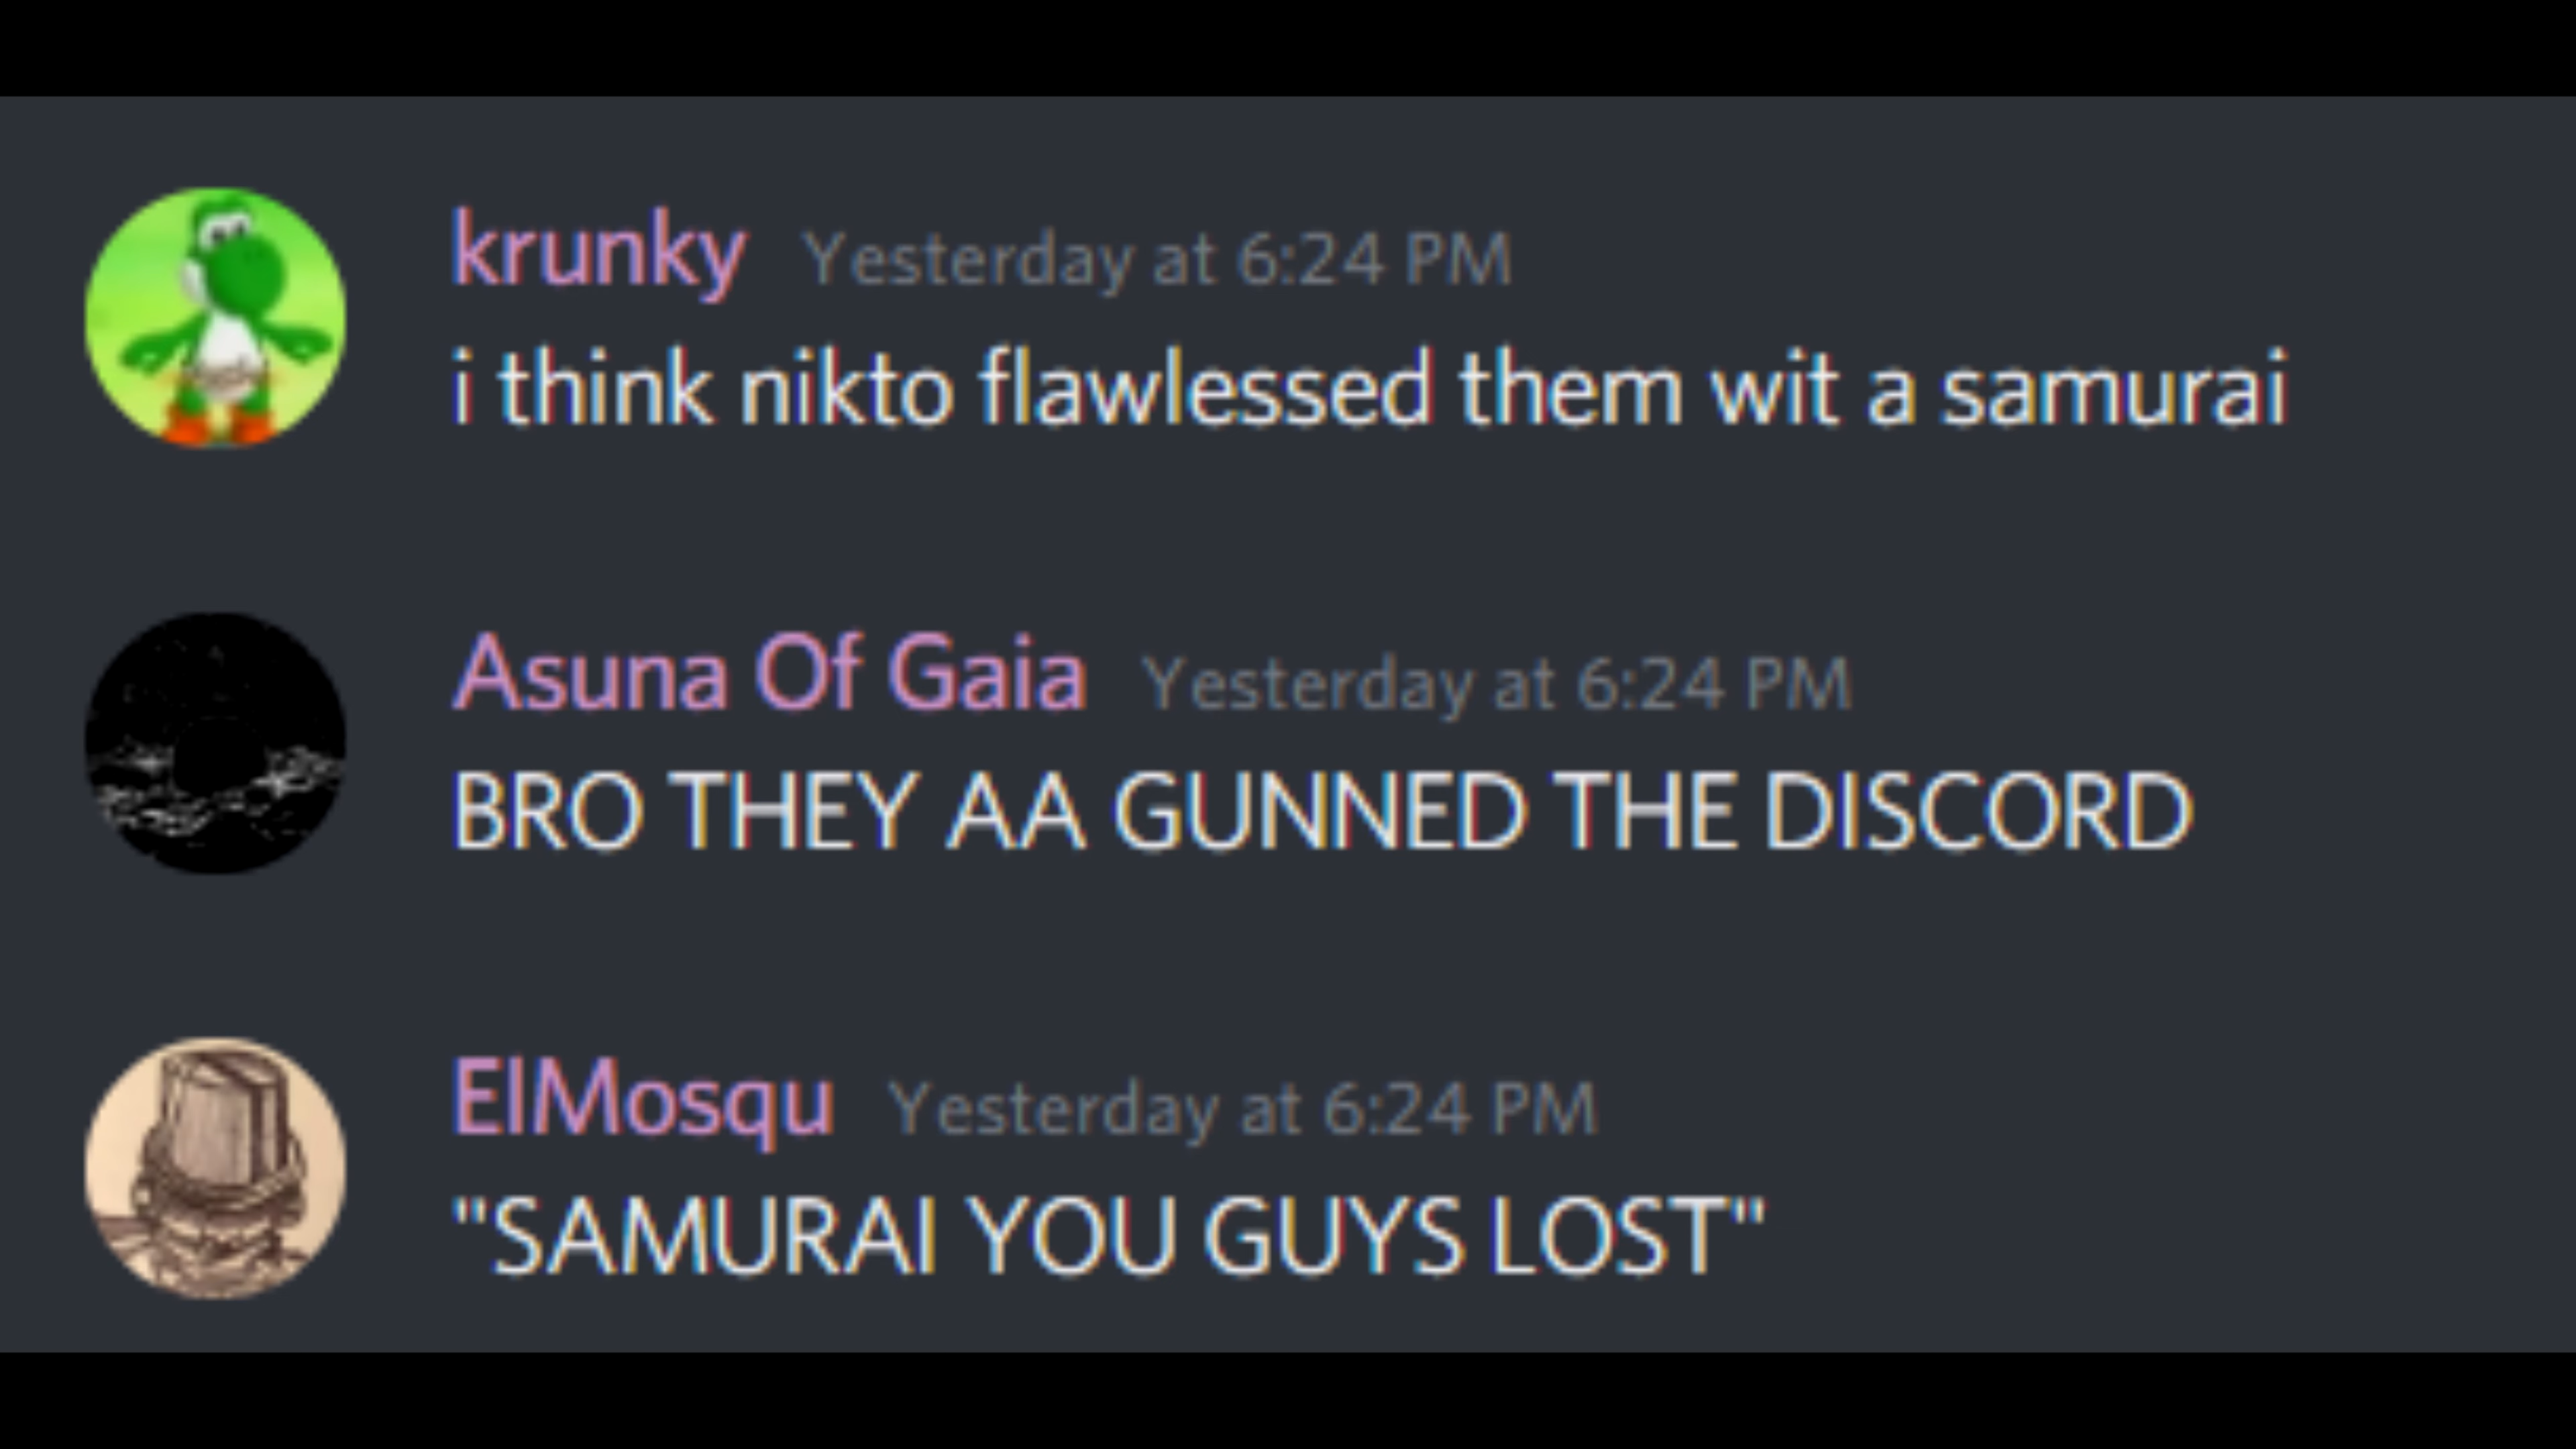 krunky Yesterday at 6:24 PM
i think nikto flawlessed them wit a samurai
Asuna Of Gaia Yesterday at 6:24 PM
BRO THEY AA GUNNED THE DISCORD
ElMosqu Yesterday at 6:24 PM
"SAMURAI YOU GUYS LOST"